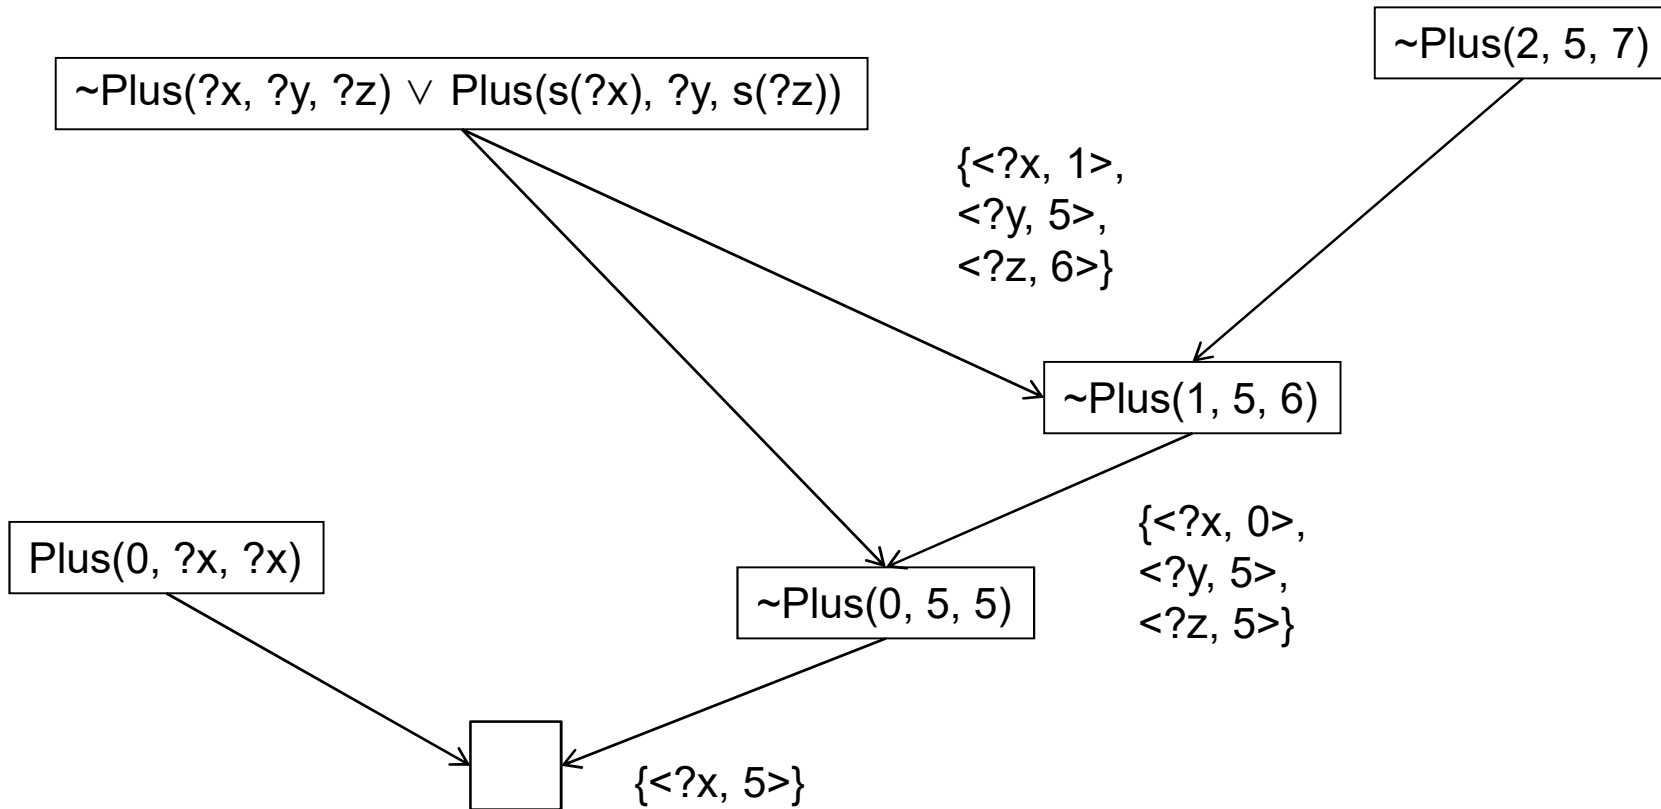 ~Plus(2, 5, 7)
~Plus(?x, ?y, ?z) ∨ Plus(s(?x), ?y, s(?z))
{<?x, 1>,
<?y, 5>,
<?z, 6>}
~Plus(1, 5, 6)
{<?x, 0>,
<?y, 5>,
<?z, 5>}
Plus(0, ?x, ?x)
~Plus(0, 5, 5)
{<?x, 5>}